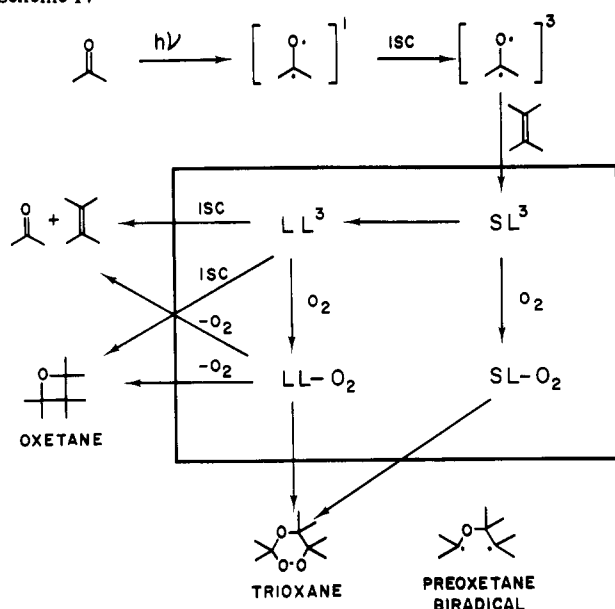 scheme IV
O
hν
O·
1
ISC
O·
3
O
+
ISC
LL³
SL³
ISC
O₂
O₂
-O₂
-O₂
LL-O₂
SL-O₂
O
OXETANE
O
O-O
O
TRIOXANE
PREOXETANE
BIRADICAL